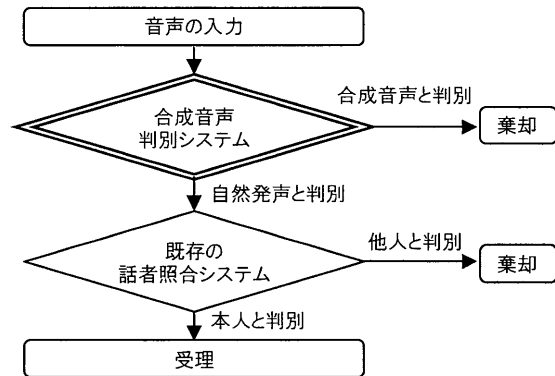 音声の入力
合成音声と判別
合成音声
判別システム
棄却
自然発声と判別
既存の
話者照合システム
他人と判別
棄却
本人と判別
受理